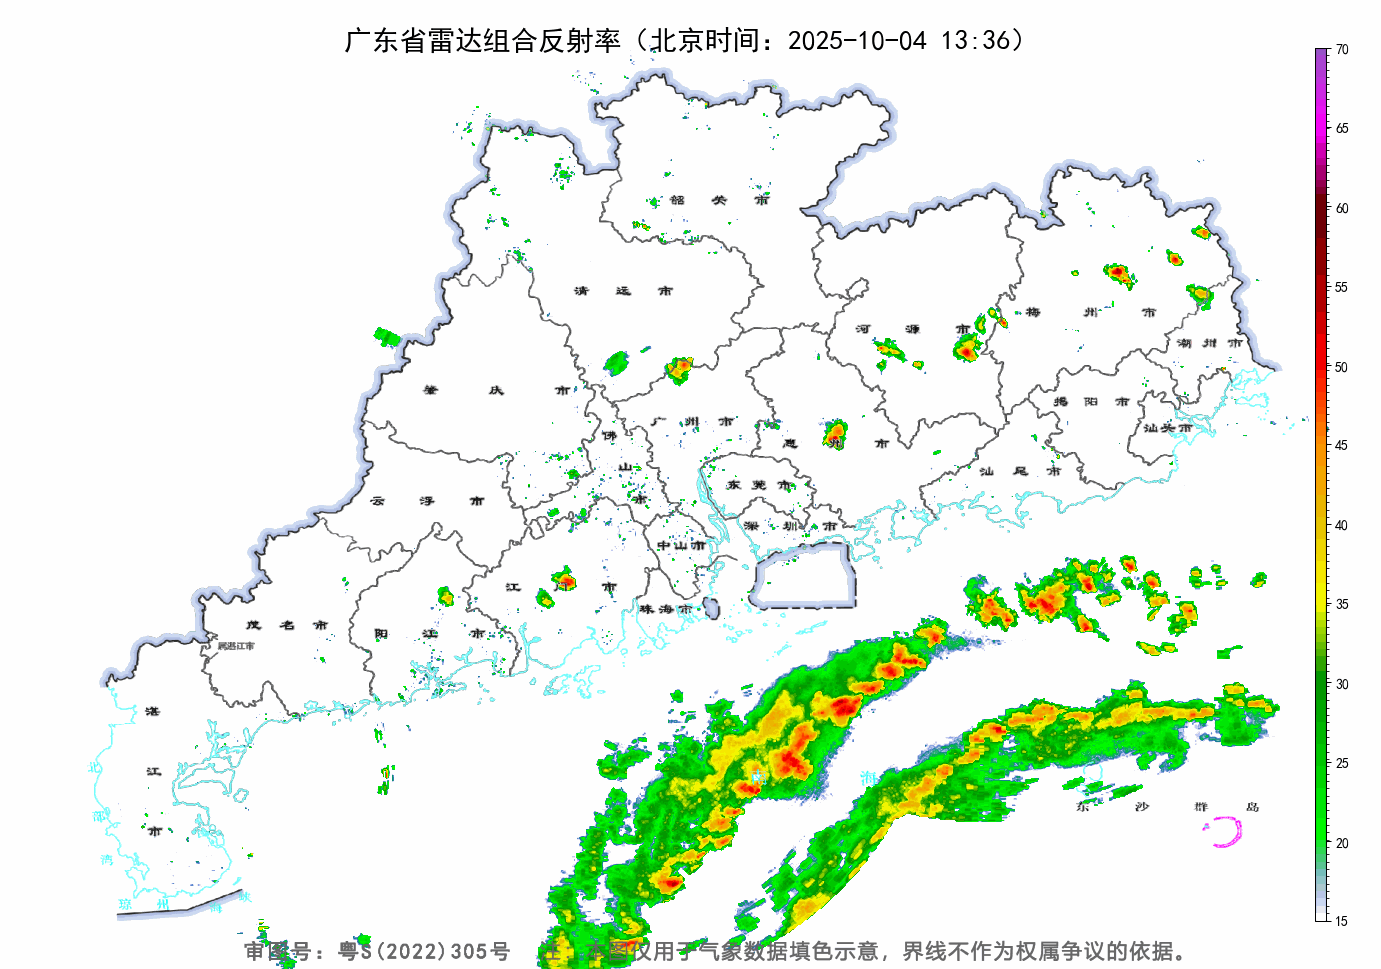 广东省雷达组合反射率（北京时间：2025-10-04 13:36）
70
65
60
55
50
45
40
35
30
25
20
15
韶关市
清远市
河源市
梅州市
潮州市
肇庆市
广州市
揭阳市
汕头市
佛山市
惠州市
汕尾市
云浮市
东莞市
深圳市
中山市
江门市
珠海市
茂名市
阳江市
属湛江市
湛江市
北部湾
南海
东沙群岛
琼州海峡
审图号：粤S(2022)305号 注：本图仅用于气象数据填色示意，界线不作为权属争议的依据。